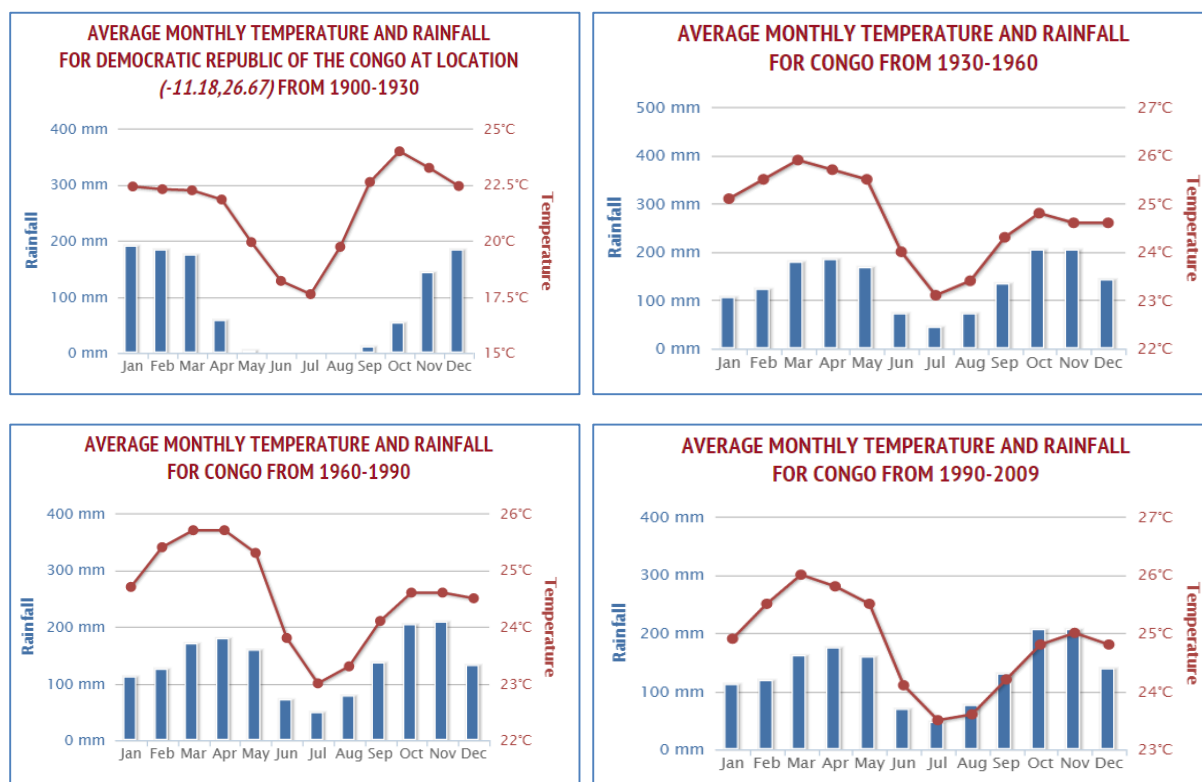 AVERAGE MONTHLY TEMPERATURE AND RAINFALL
FOR DEMOCRATIC REPUBLIC OF THE CONGO AT LOCATION
(-11.18,26.67) FROM 1900-1930
400 mm
300 mm
200 mm
100 mm
0 mm
Rainfall
25°C
22.5°C
20°C
17.5°C
15°C
Temperature
Jan Feb Mar Apr May Jun Jul Aug Sep Oct Nov Dec
AVERAGE MONTHLY TEMPERATURE AND RAINFALL
FOR CONGO FROM 1930-1960
500 mm
400 mm
300 mm
200 mm
100 mm
0 mm
Rainfall
27°C
26°C
25°C
24°C
23°C
22°C
Temperature
Jan Feb Mar Apr May Jun Jul Aug Sep Oct Nov Dec
AVERAGE MONTHLY TEMPERATURE AND RAINFALL
FOR CONGO FROM 1960-1990
400 mm
300 mm
200 mm
100 mm
0 mm
Rainfall
26°C
25°C
24°C
23°C
22°C
Temperature
Jan Feb Mar Apr May Jun Jul Aug Sep Oct Nov Dec
AVERAGE MONTHLY TEMPERATURE AND RAINFALL
FOR CONGO FROM 1990-2009
400 mm
300 mm
200 mm
100 mm
0 mm
Rainfall
27°C
26°C
25°C
24°C
23°C
Temperature
Jan Feb Mar Apr May Jun Jul Aug Sep Oct Nov Dec